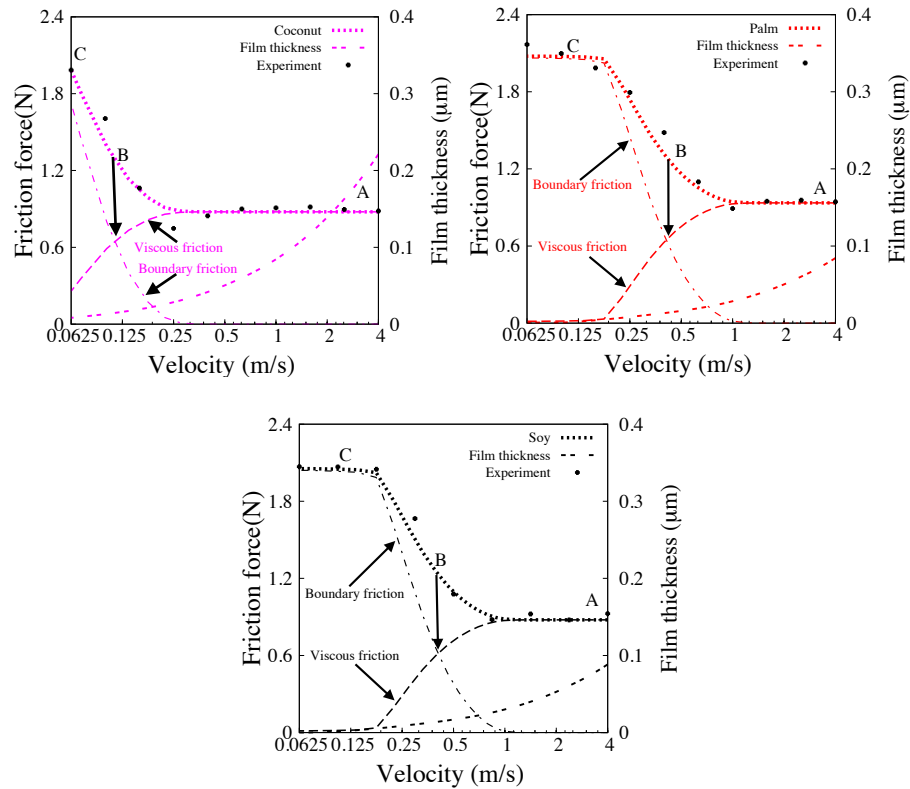 Friction force(N)
2.4
1.8
1.2
0.6
0
0.0625
0.125
0.25
0.5
1
2
4
Velocity (m/s)
0.4
0.3
0.2
0.1
0
Film thickness (µm)
Coconut
Film thickness
Experiment
C
B
A
Viscous friction
Boundary friction
Friction force(N)
2.4
1.8
1.2
0.6
0
0.0625
0.125
0.25
0.5
1
2
4
Velocity (m/s)
0.4
0.3
0.2
0.1
0
Film thickness (µm)
Palm
Film thickness
Experiment
C
B
A
Boundary friction
Viscous friction
Friction force(N)
2.4
1.8
1.2
0.6
0
0.0625
0.125
0.25
0.5
1
2
4
Velocity (m/s)
0.4
0.3
0.2
0.1
0
Film thickness (µm)
Soy
Film thickness
Experiment
C
B
A
Boundary friction
Viscous friction